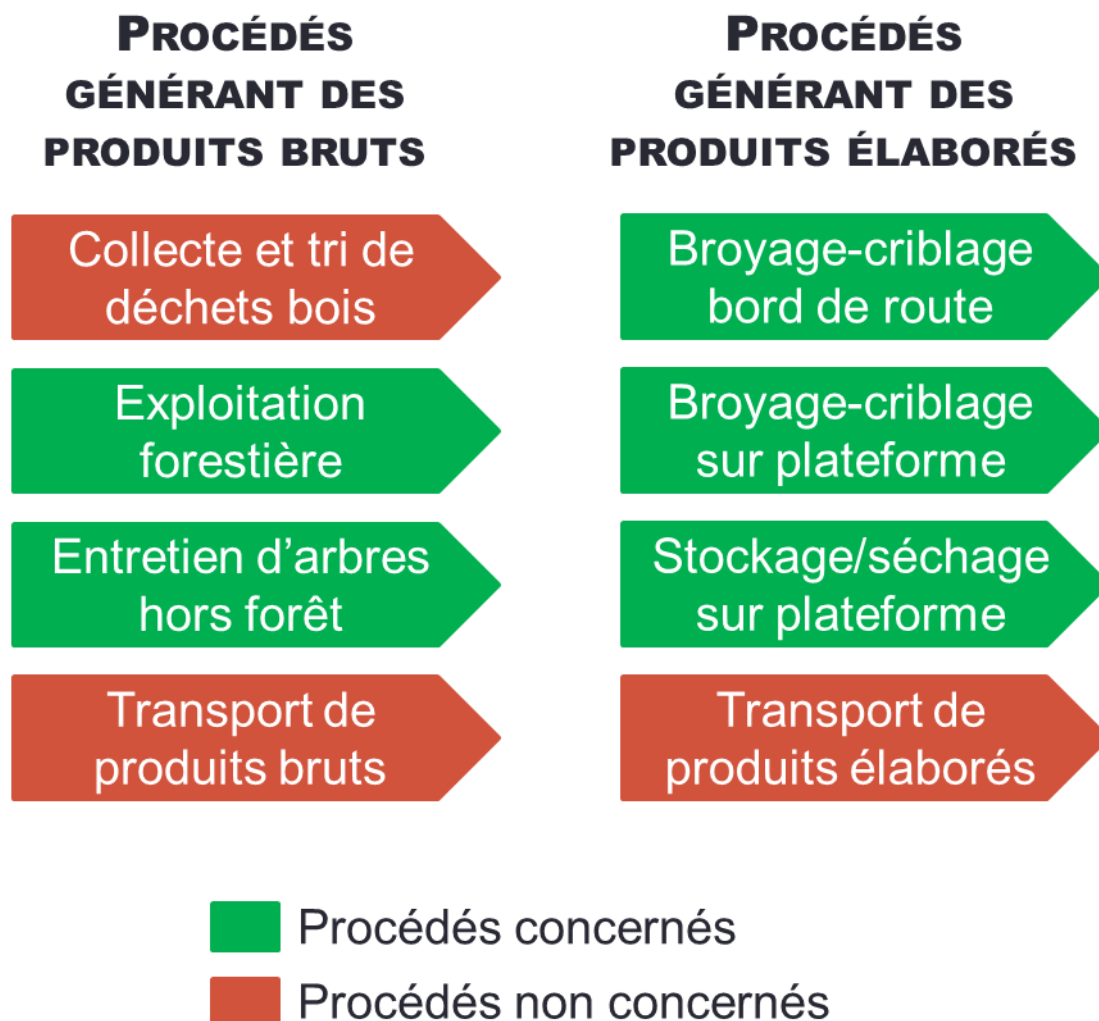 PROCÉDÉS
GÉNÉRANT DES
PRODUITS BRUTS
Collecte et tri de
déchets bois
Exploitation
forestière
Entretien d’arbres
hors forêt
Transport de
produits bruts
PROCÉDÉS
GÉNÉRANT DES
PRODUITS ÉLABORÉS
Broyage-criblage
bord de route
Broyage-criblage
sur plateforme
Stockage/séchage
sur plateforme
Transport de
produits élaborés
Procédés concernés
Procédés non concernés